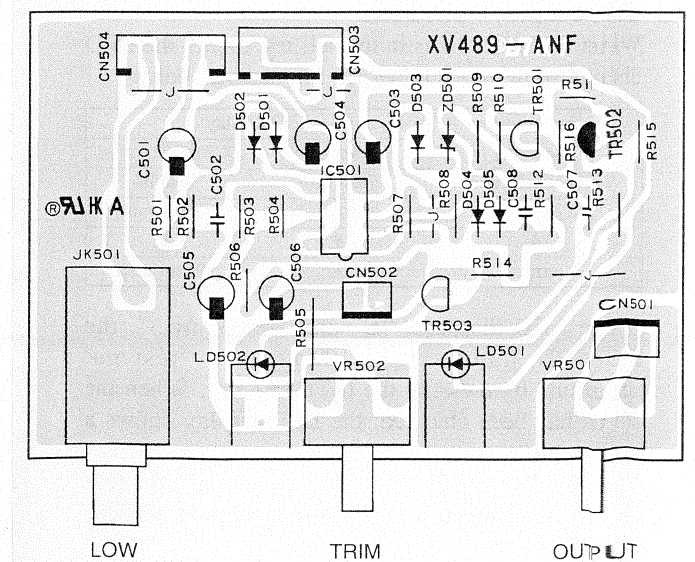 XV489-ANF
CN504
CN503
J
J
C501
D502
D501
C504
C503
D503
ZD501
R509
R510
TR501
R511
R516
TR502
R515
C502
IC501
R501
R502
R503
R504
R507
J
R508
D504
D505
C508
R512
C507
R513
JK501
C505
R506
C506
CN502
R514
J
TR503
CN501
R505
LD502
VR502
LD501
VR501
LOW
TRIM
OUTPUT